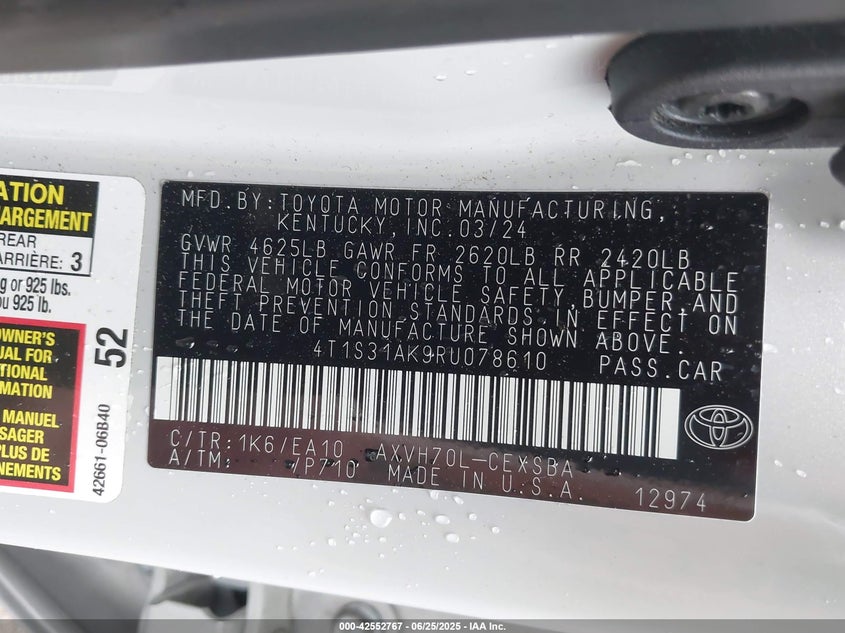 ATION
HARGEMENT
REAR
ARRIÈRE: 3
g or 925 lbs.
ou 925 lb.
OWNER'S
UAL FOR
TIONAL
RMATION
MANUEL
SAGER
PLUS DE
NEMENTS
52
42661-06B40
MFD.BY:TOYOTA MOTOR MANUFACTURING,
KENTUCKY, INC.03/24
GVWR 4625LB GAWR FR 2620LB RR 2420LB
THIS VEHICLE CONFORMS TO ALL APPLICABLE
FEDERAL MOTOR VEHICLE SAFETY,BUMPER,AND
THEFT PREVENTION STANDARDS IN EFFECT ON
THE DATE OF MANUFACTURE SHOWN ABOVE.
4T1S31AK9RU078610 PASS.CAR
C/TR:1K6/EA10 AXVH70L-CEXSBA
A/TM: /P710 MADE IN U.S.A.
12974
000-42552767 - 06/25/2025 - IAA Inc.